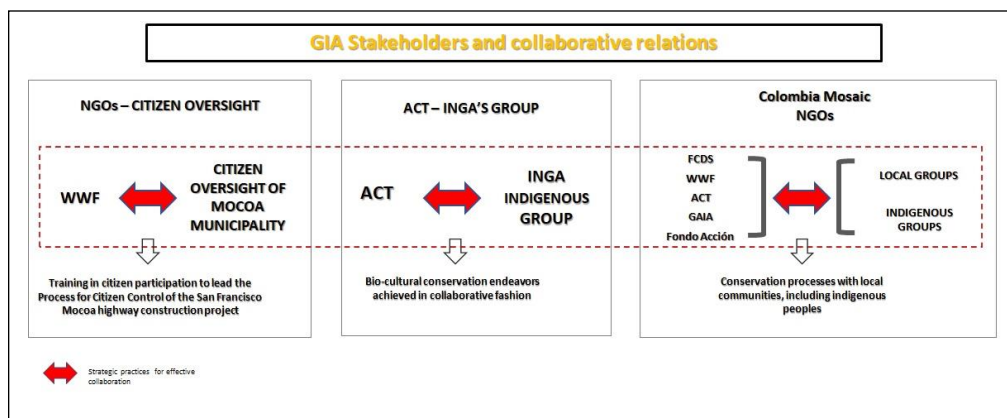 GIA Stakeholders and collaborative relations
NGOs – CITIZEN OVERSIGHT
WWF
CITIZEN
OVERSIGHT OF
MOCOA
MUNICIPALITY
Training in citizen participation to lead the
Process for Citizen Control of the San Francisco
Mocoa highway construction project
ACT – INGA'S GROUP
ACT
INGA
INDIGENOUS
GROUP
Bio-cultural conservation endeavors
achieved in collaborative fashion
Colombia Mosaic
NGOs
FCDS
WWF
ACT
GAIA
Fondo Acción
LOCAL GROUPS
INDIGENOUS
GROUPS
Conservation processes with local
communities, including indigenous
peoples
Strategic practices for effective
collaboration